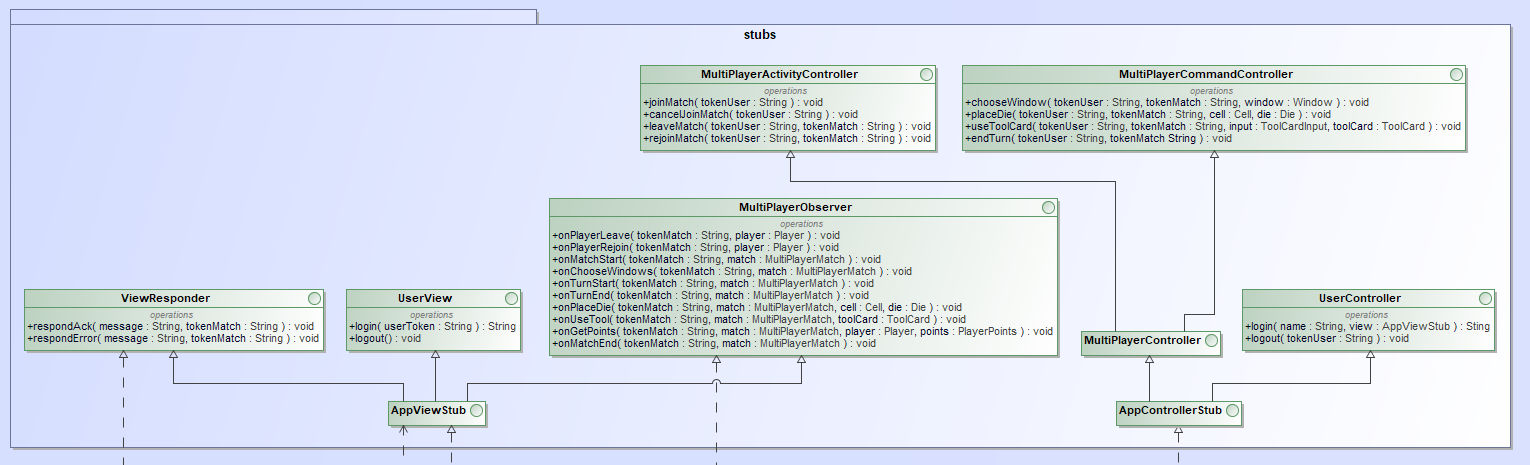 stubs
MultiPlayerActivityController
operations
+joinMatch( tokenUser : String ) : void
+cancelJoinMatch( tokenUser : String ) : void
+leaveMatch( tokenUser : String, tokenMatch : String ) : void
+rejoinMatch( tokenUser : String, tokenMatch : String ) : void
MultiPlayerCommandController
operations
+chooseWindow( tokenUser : String, tokenMatch : String, window : Window ) : void
+placeDie( tokenUser : String, tokenMatch : String, cell : Cell, die : Die ) : void
+useToolCard( tokenUser : String, tokenMatch : String, input : ToolCardInput, toolCard : ToolCard ) : void
+endTurn( tokenUser : String, tokenMatch String ) : void
MultiPlayerObserver
operations
+onPlayerLeave( tokenMatch : String, player : Player ) : void
+onPlayerRejoin( tokenMatch : String, player : Player ) : void
+onMatchStart( tokenMatch : String, match : MultiPlayerMatch ) : void
+onChooseWindows( tokenMatch : String, match : MultiPlayerMatch ) : void
+onTurnStart( tokenMatch : String, match : MultiPlayerMatch ) : void
+onTurnEnd( tokenMatch : String, match : MultiPlayerMatch ) : void
+onPlaceDie( tokenMatch : String, match : MultiPlayerMatch, cell : Cell, die : Die ) : void
+onUseTool( tokenMatch : String, match : MultiPlayerMatch, toolCard : ToolCard ) : void
+onGetPoints( tokenMatch : String, match : MultiPlayerMatch, player : Player, points : PlayerPoints ) : void
+onMatchEnd( tokenMatch : String, match : MultiPlayerMatch ) : void
ViewResponder
operations
+respondAck( message : String, tokenMatch : String ) : void
+respondError( message : String, tokenMatch : String ) : void
UserView
operations
+login( userToken : String ) : String
+logout() : void
UserController
operations
+login( name : String, view : AppViewStub ) : Sting
+logout( tokenUser : String ) : void
MultiPlayerController
AppViewStub
AppControllerStub